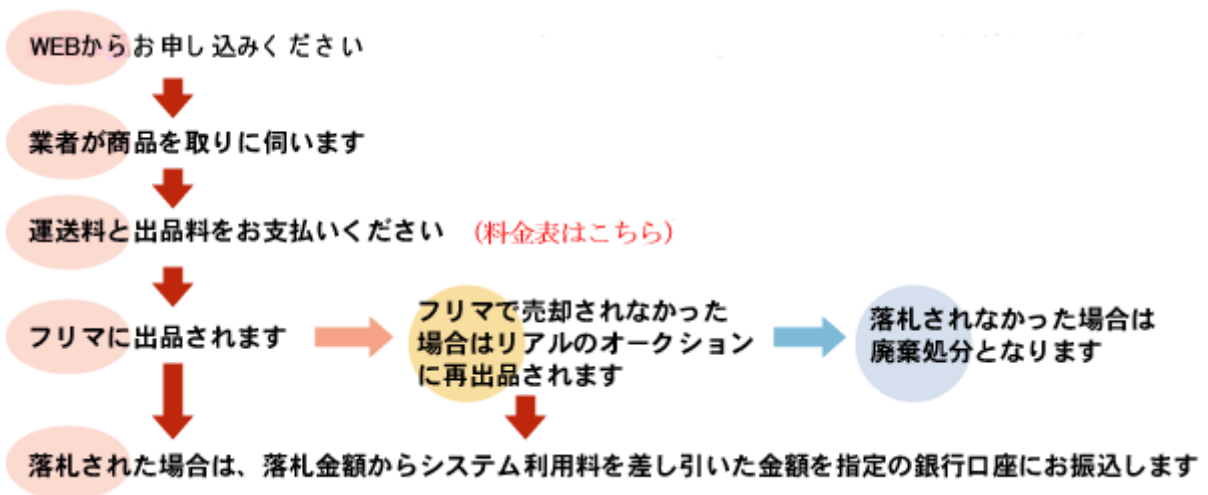 WEBからお申し込みください
業者が商品を取りに伺います
運送料と出品料をお支払いください (料金表はこちら)
フリマに出品されます
フリマで売却されなかった
場合はリアルのオークション
に再出品されます
落札されなかった場合は
廃棄処分となります
落札された場合は、落札金額からシステム利用料を差し引いた金額を指定の銀行口座にお振込します